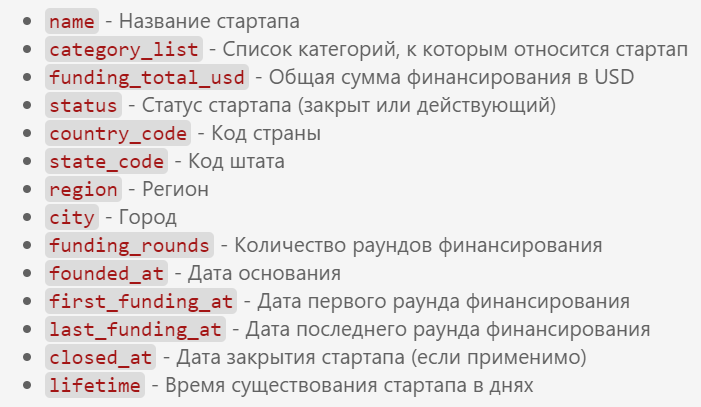 name - Название стартапа
category_list - Список категорий, к которым относится стартап
funding_total_usd - Общая сумма финансирования в USD
status - Статус стартапа (закрыт или действующий)
country_code - Код страны
state_code - Код штата
region - Регион
city - Город
funding_rounds - Количество раундов финансирования
founded_at - Дата основания
first_funding_at - Дата первого раунда финансирования
last_funding_at - Дата последнего раунда финансирования
closed_at - Дата закрытия стартапа (если применимо)
lifetime - Время существования стартапа в днях